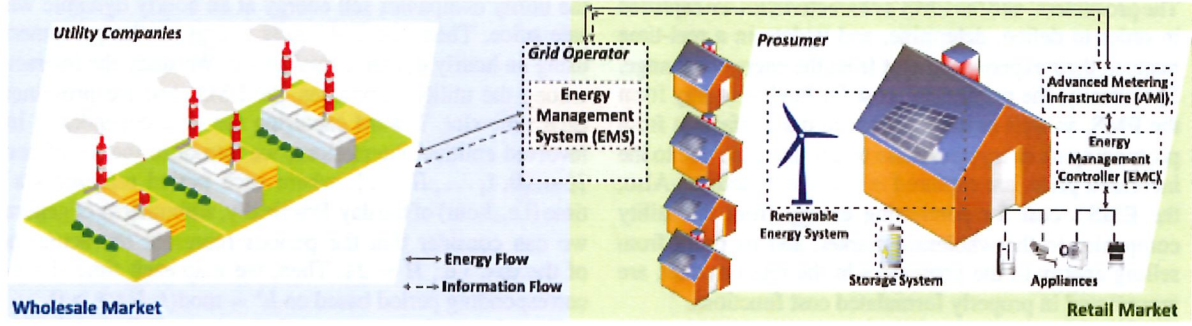 Utility Companies
Grid Operator
Energy
Management
System (EMS)
Prosumer
Advanced Metering
Infrastructure (AMI)
Energy
Management
Controller (EMC)
Renewable
Energy System
Storage System
Appliances
Energy Flow
Information Flow
Wholesale Market
Retail Market